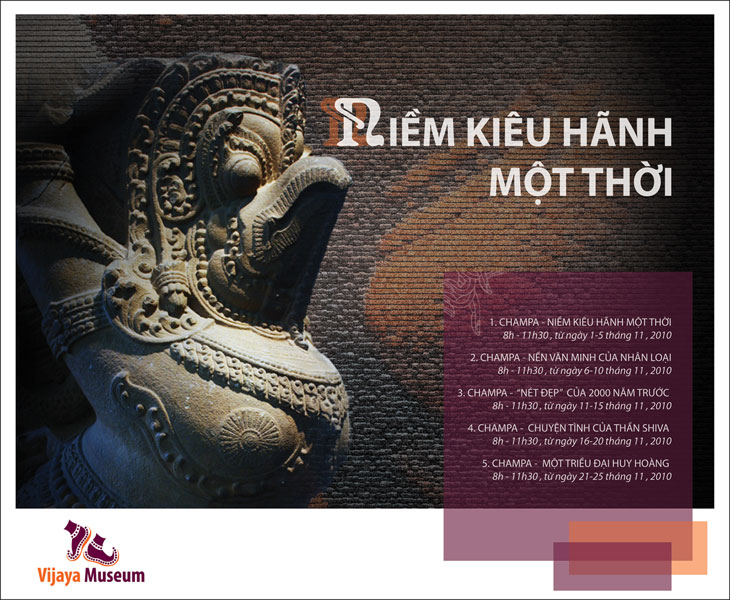 NIỀM KIÊU HÃNH
MỘT THỜI
1. CHAMPA - NIỀM KIÊU HÃNH MỘT THỜI
8h - 11h30 , từ ngày 1-5 tháng 11 , 2010
2. CHAMPA - NỀN VĂN MINH CỦA NHÂN LOẠI
8h - 11h30 , từ ngày 6-10 tháng 11 , 2010
3. CHAMPA - “NÉT ĐẸP” CỦA 2000 NĂM TRƯỚC
8h - 11h30 , từ ngày 11-15 tháng 11 , 2010
4. CHAMPA - CHUYỆN TÌNH CỦA THẦN SHIVA
8h - 11h30 , từ ngày 16-20 tháng 11 , 2010
5. CHAMPA - MỘT TRIỀU ĐẠI HUY HOÀNG
8h - 11h30 , từ ngày 21-25 tháng 11 , 2010
Vijaya Museum